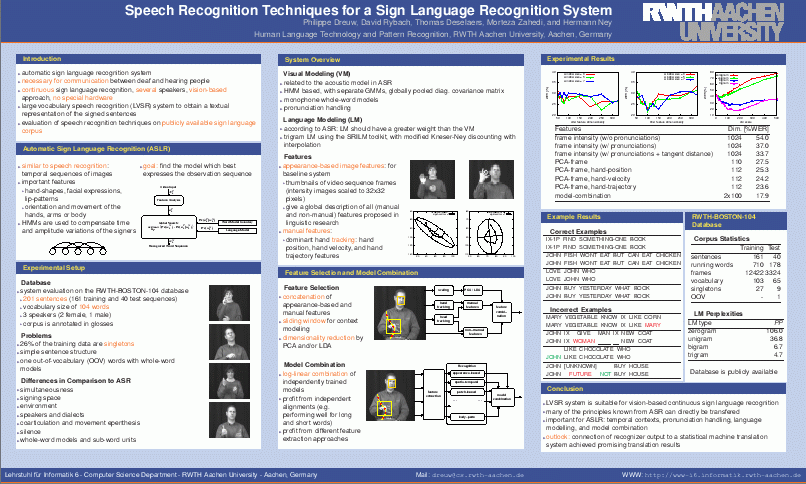 Speech Recognition Techniques for a Sign Language Recognition System
Philippe Dreuw, David Rybach, Thomas Deselaers, Morteza Zahedi, and Hermann Ney
Human Language Technology and Pattern Recognition, RWTH Aachen University, Aachen, Germany
RWTHAACHEN
UNIVERSITY
Introduction
automatic sign language recognition system
necessary for communication between deaf and hearing people
continuous sign language recognition, several speakers, vision-based
approach, no special hardware
large vocabulary speech recognition (LVSR) system to obtain a textual
representation of the signed sentences
evaluation of speech recognition techniques on publicly available sign language
corpus
Automatic Sign Language Recognition (ASLR)
similar to speech recognition:
temporal sequences of images
important features
hand-shapes, facial expressions,
lip-patterns
orientation and movement of the
hands, arms or body
HMMs are used to compensate time
and amplitude variations of the signers
goal: find the model which best
expresses the observation sequence
Experimental Setup
Database
system evaluation on the RWTH-BOSTON-104 database
201 sentences (161 training and 40 test sequences)
vocabulary size of 104 words
3 speakers (2 female, 1 male)
corpus is annotated in glosses
Problems
26% of the training data are singletons
simple sentence structure
one out-of-vocabulary (OOV) words with whole-word
models
Differences in Comparison to ASR
simultaneousness
signing space
environment
speakers and dialects
coarticulation and movement epenthesis
silence
whole-word models and sub-word units
System Overview
Visual Modeling (VM)
related to the acoustic model in ASR
HMM based, with separate GMMs, globally pooled diag. covariance matrix
monophone whole-word models
pronunciation handling
Language Modeling (LM)
according to ASR: LM should have a greater weight than the VM
trigram LM using the SRILM toolkit, with modified Kneser-Ney discounting with
interpolation
Features
appearance-based image features: for
baseline system
thumbnails of video sequence frames
(intensity images scaled to 32x32
pixels)
give a global description of all (manual
and non-manual) features proposed in
linguistic research
manual features:
dominant hand tracking: hand
position, hand velocity, and hand
trajectory features
Feature Selection and Model Combination
Feature Selection
concatenation of
appearance-based and
manual features
sliding window for context
modeling
dimensionality reduction by
PCA and/or LDA
Model Combination
log-linear combination of
independently trained
models
profit from independent
alignments (e.g.
performing well for long
and short words)
profit from different feature
extraction approaches
Experimental Results
Features Dim. [%WER]
frame intensity (w/o pronunciations) 1024 54.0
frame intensity (w/ pronunciations) 1024 37.0
frame intensity (w/ pronunciations + tangent distance) 1024 33.7
PCA-frame 110 27.5
PCA-frame, hand-position 112 25.3
PCA-frame, hand-velocity 112 24.2
PCA-frame, hand-trajectory 112 23.6
model-combination 2x100 17.9
Example Results
Correct Examples
IX-1P FIND SOMETHING-ONE BOOK
IX-1P FIND SOMETHING-ONE BOOK
JOHN FISH WONT EAT BUT CAN EAT CHICKEN
JOHN FISH WONT EAT BUT CAN EAT CHICKEN
LOVE JOHN WHO
LOVE JOHN WHO
JOHN BUY YESTERDAY WHAT BOOK
JOHN BUY YESTERDAY WHAT BOOK
Incorrect Examples
MARY VEGETABLE KNOW IX LIKE CORN
MARY VEGETABLE KNOW IX LIKE MARY
JOHN IX GIVE MAN IX NEW COAT
JOHN IX WOMAN NEW COAT
LIKE CHOCOLATE WHO
JOHN LIKE CHOCOLATE WHO
JOHN [UNKNOWN] BUY HOUSE
JOHN FUTURE NOT BUY HOUSE
RWTH-BOSTON-104
Database
Corpus Statistics
Training Test
sentences 161 40
running words 710 178
frames 12422 3324
vocabulary 103 65
singletons 27 9
OOV - 1
LM Perplexities
LM type PP
zerogram 106.0
unigram 36.8
bigram 6.7
trigram 4.7
Database is publicly available
Conclusion
LVSR system is suitable for vision-based continuous sign language recognition
many of the principles known from ASR can directly be transfered
important for ASLR: temporal contexts, pronunciation handling, language
modelling, and model combination
outlook: connection of recognizer output to a statistical machine translation
system achieved promising translation results
Lehrstuhl für Informatik 6 - Computer Science Department - RWTH Aachen University - Aachen, Germany
Mail: dreuw@cs.rwth-aachen.de
WWW: http://www-i6.informatik.rwth-aachen.de